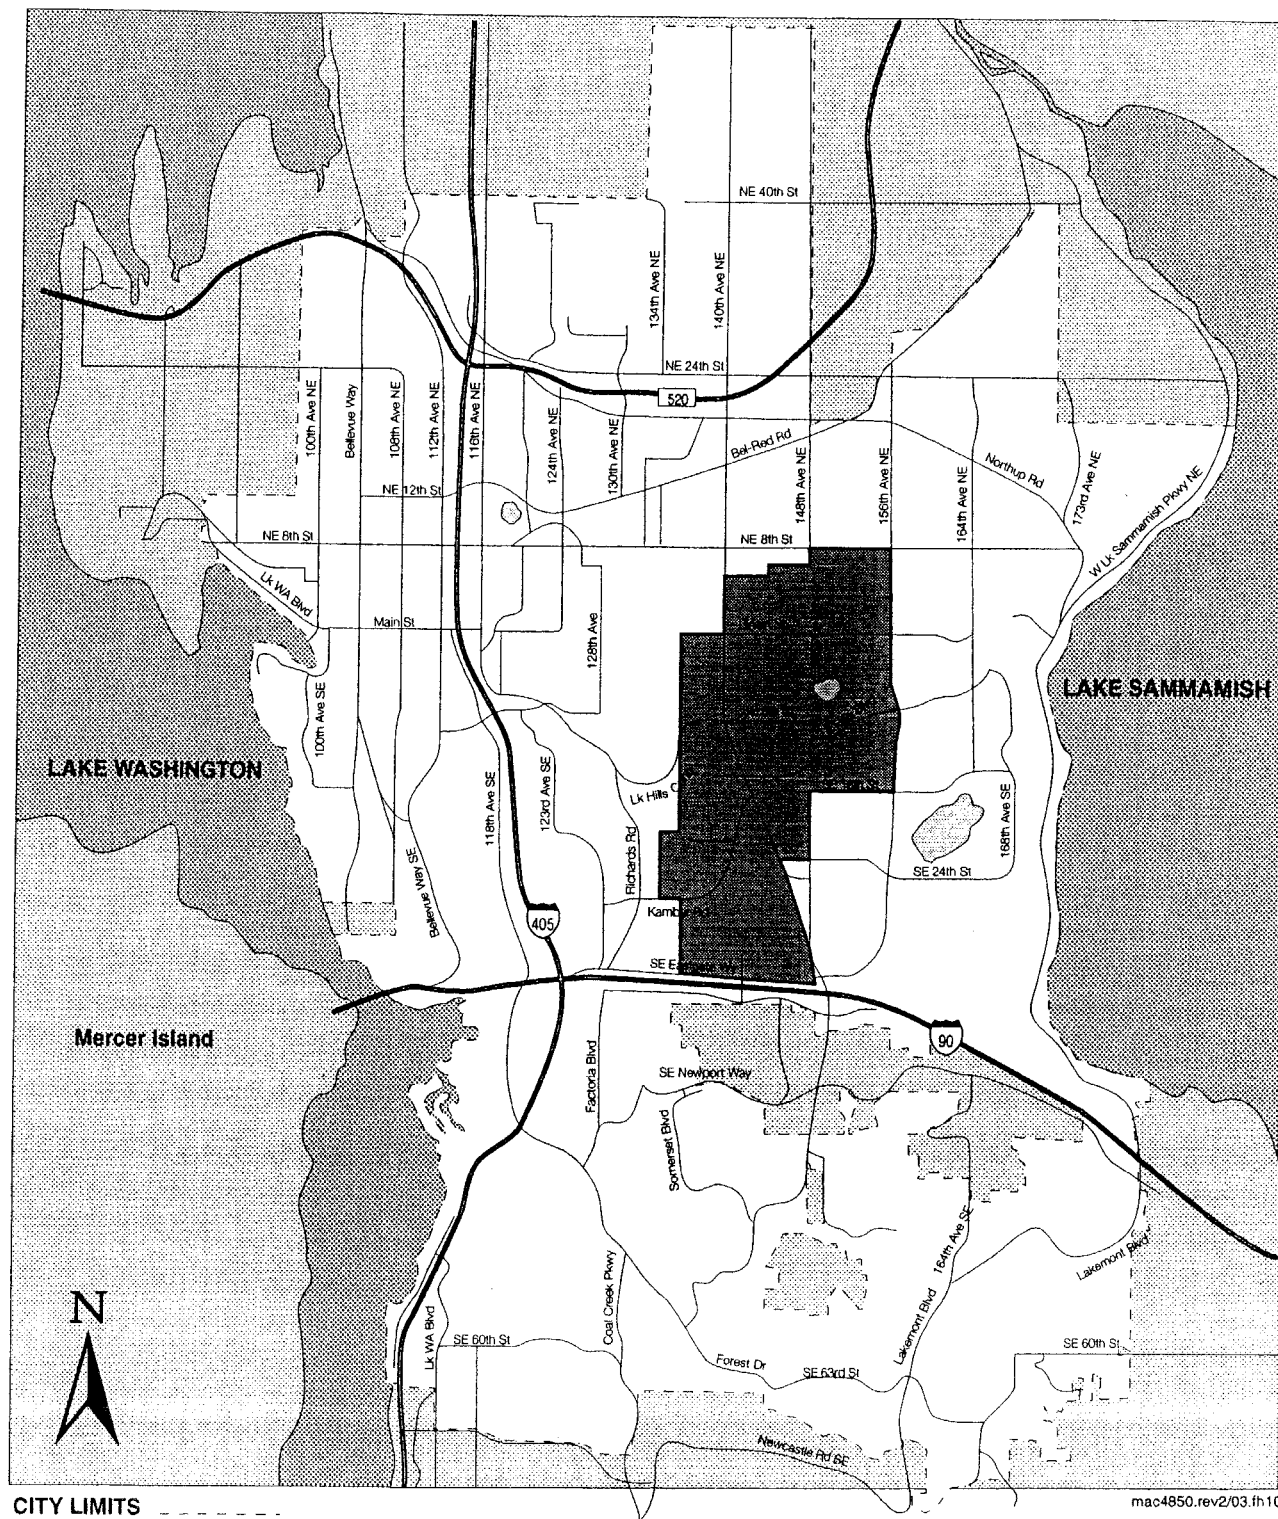 NE 40th St
134th Ave NE
140th Ave NE
NE 24th St
520
100th Ave NE
Bellevue Way
108th Ave NE
112th Ave NE
116th Ave NE
124th Ave NE
130th Ave NE
Bel-Red Rd
148th Ave NE
156th Ave NE
164th Ave NE
Northup Rd
173rd Ave NE
W Lk Sammamish Pkwy NE
NE 12th St
NE 8th St
NE 8th St
Lk WA Blvd
Main St
128th Ave
LAKE SAMMAMISH
100th Ave SE
LAKE WASHINGTON
118th Ave SE
123rd Ave SE
Lk Hills
Richards Rd
168th Ave SE
SE 24th St
Bellevue Way SE
405
SE
Mercer Island
90
Factoria Blvd
SE Newport Way
Somerset Blvd
164th Ave SE
Lakemont Blvd
Coal Creek Pkwy
Lakemont Blvd
N
Lk WA Blvd
SE 60th St
SE 60th St
Forest Dr
SE 63rd St
Newcastle Rd SE
CITY LIMITS
mac4850.rev2/03.fh10